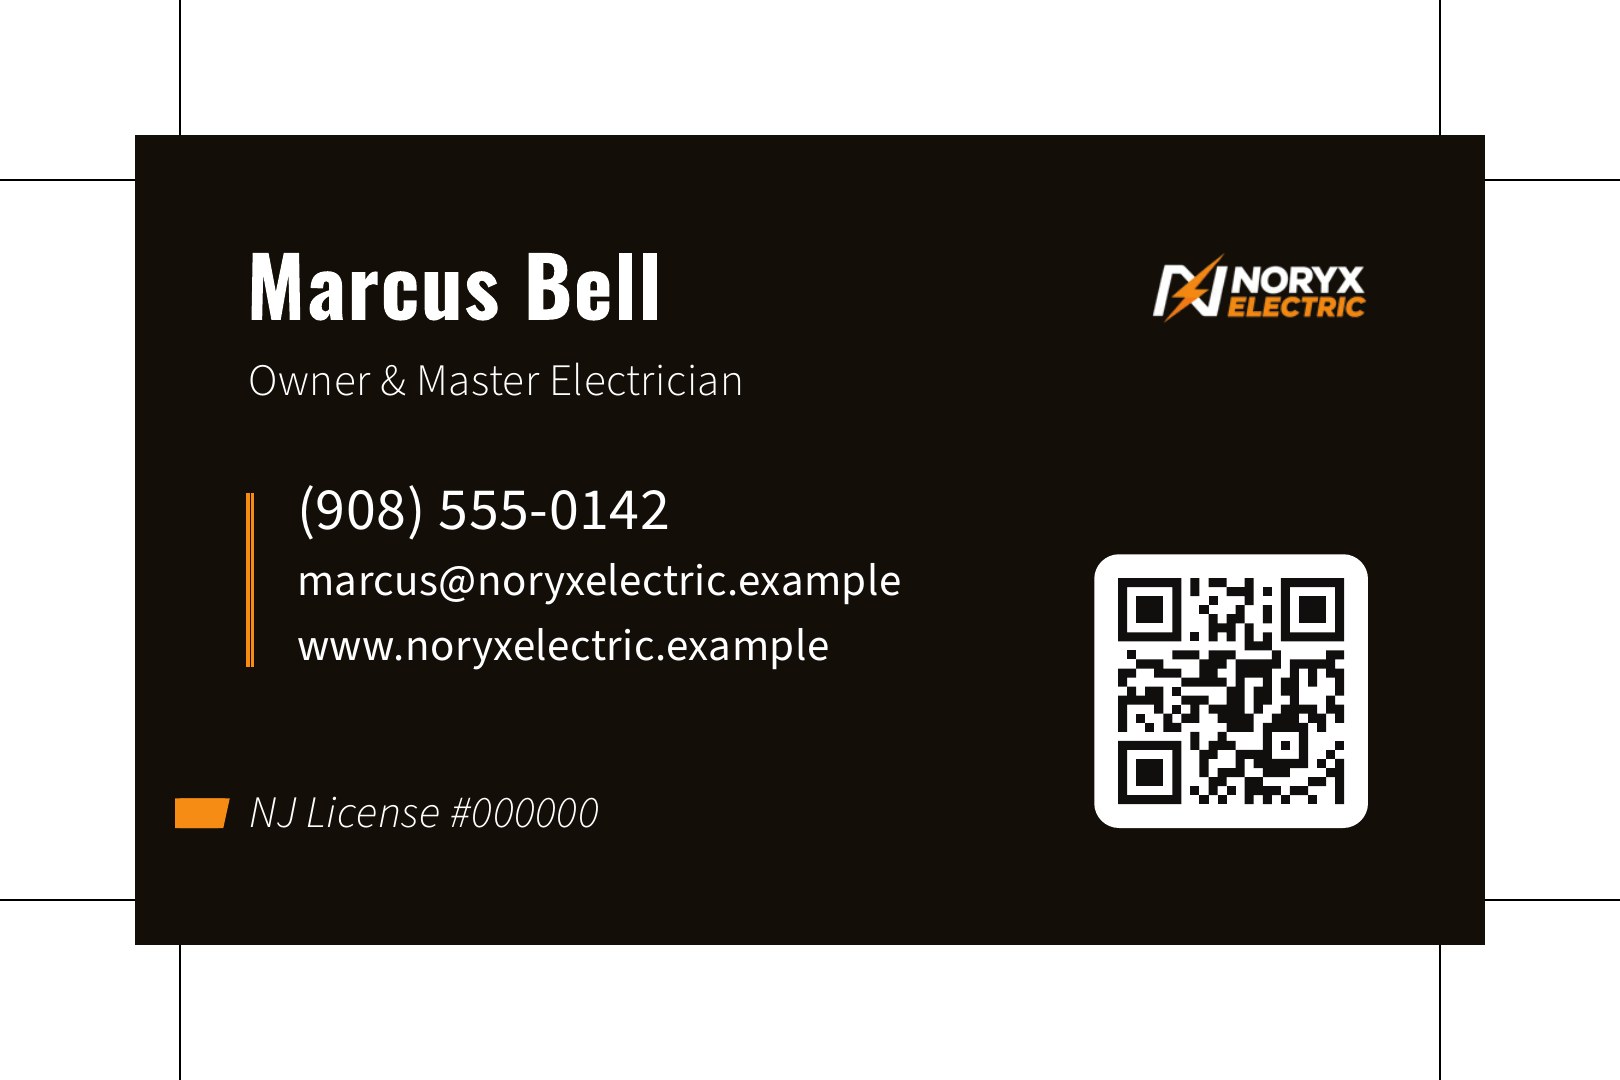 Marcus Bell
Owner & Master Electrician
NORYX
ELECTRIC
(908) 555-0142
marcus@noryxelectric.example
www.noryxelectric.example
NJ License #000000